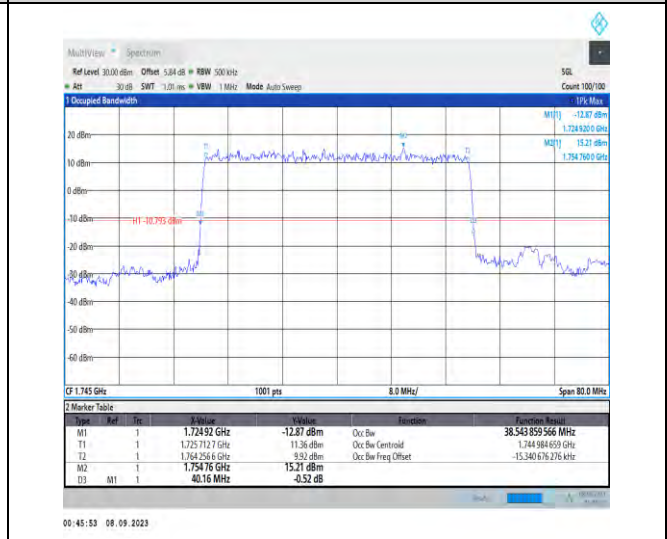 MultiView Spectrum
Ref Level 30.00 dBm Offset 5.84 dB RBW 500 kHz SGL
Att 30 dB SWT 1.01 ms VBW 1 MHz Mode Auto Sweep Count 100/100
1 Occupied Bandwidth 1Pk Max
M1[1] -12.87 dBm
1.724 920 0 GHz
20 dBm M2[1] 15.21 dBm
1.754 760 0 GHz
T1 T2
10 dBm
0 dBm
-10 dBm H1 -10.793 dBm
-20 dBm
-30 dBm
-40 dBm
-50 dBm
-60 dBm
CF 1.745 GHz 1001 pts 8.0 MHz/ Span 80.0 MHz
2 Marker Table
Type Ref Trc X-Value Y-Value Function Function Result
M1 1 1.724 92 GHz -12.87 dBm Occ Bw 38.543 859 566 MHz
T1 1 1.725 712 7 GHz 11.36 dBm Occ Bw Centroid 1.744 984 659 GHz
T2 1 1.764 256 6 GHz 9.92 dBm Occ Bw Freq Offset -15.340 676 276 kHz
M2 1 1.754 76 GHz 15.21 dBm
D3 M1 1 40.16 MHz -0.52 dB
00:45:53 08.09.2023